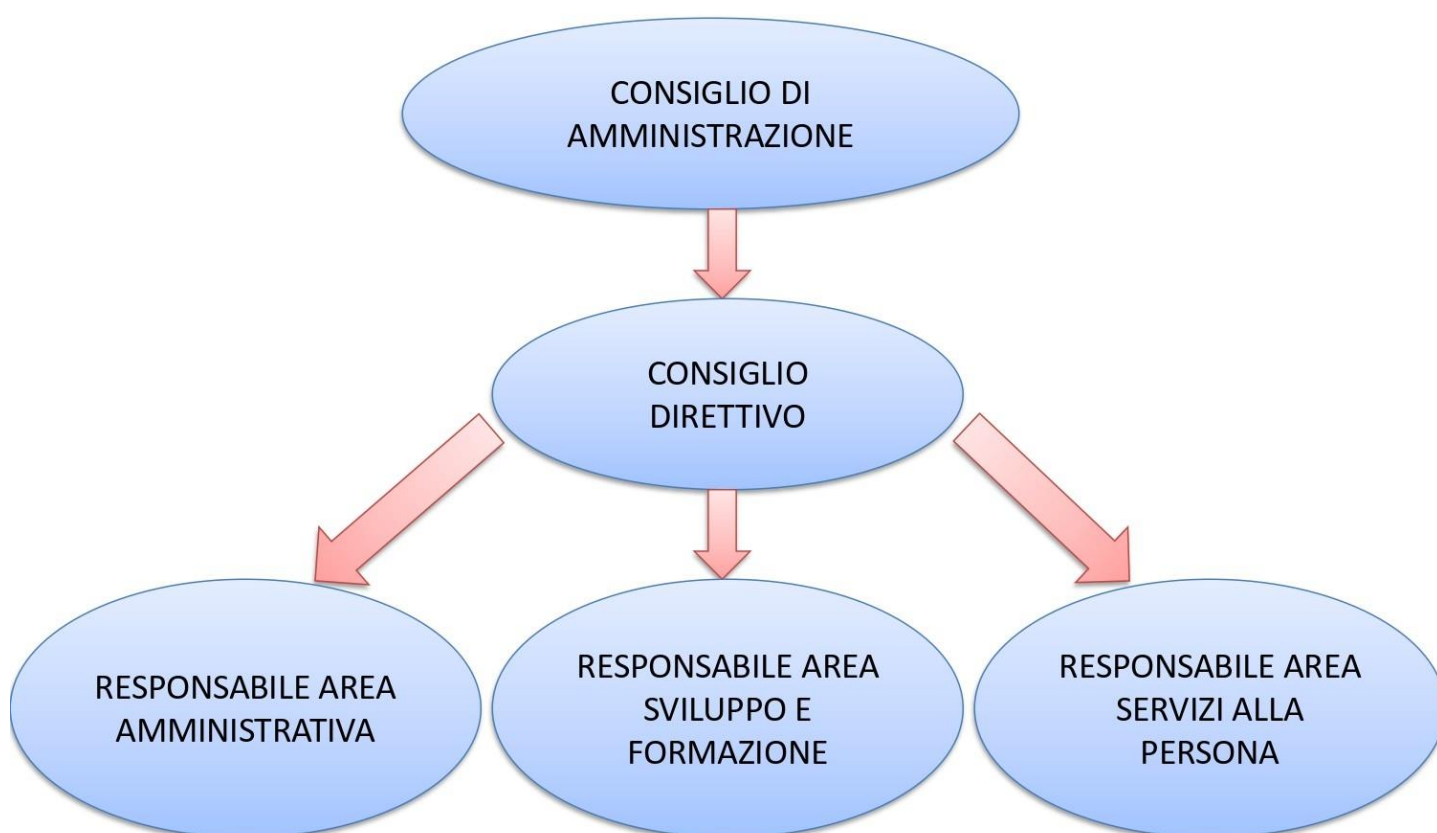 CONSIGLIO DI
AMMINISTRAZIONE
CONSIGLIO
DIRETTIVO
RESPONSABILE AREA
AMMINISTRATIVA
RESPONSABILE AREA
SVILUPPO E
FORMAZIONE
RESPONSABILE AREA
SERVIZI ALLA
PERSONA